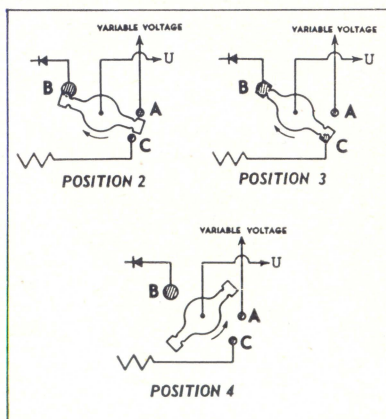 VARIABLE VOLTAGE
U
B
A
C
POSITION 2
VARIABLE VOLTAGE
U
B
A
C
POSITION 3
VARIABLE VOLTAGE
U
B
A
C
POSITION 4